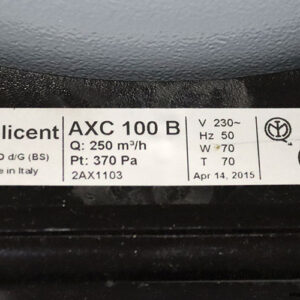 licent
AXC 100 B
D d/G (BS)
e in Italy
Q: 250 m³/h
Pt: 370 Pa
2AX1103
V 230~
Hz 50
W 70
T 70
Apr 14, 2015